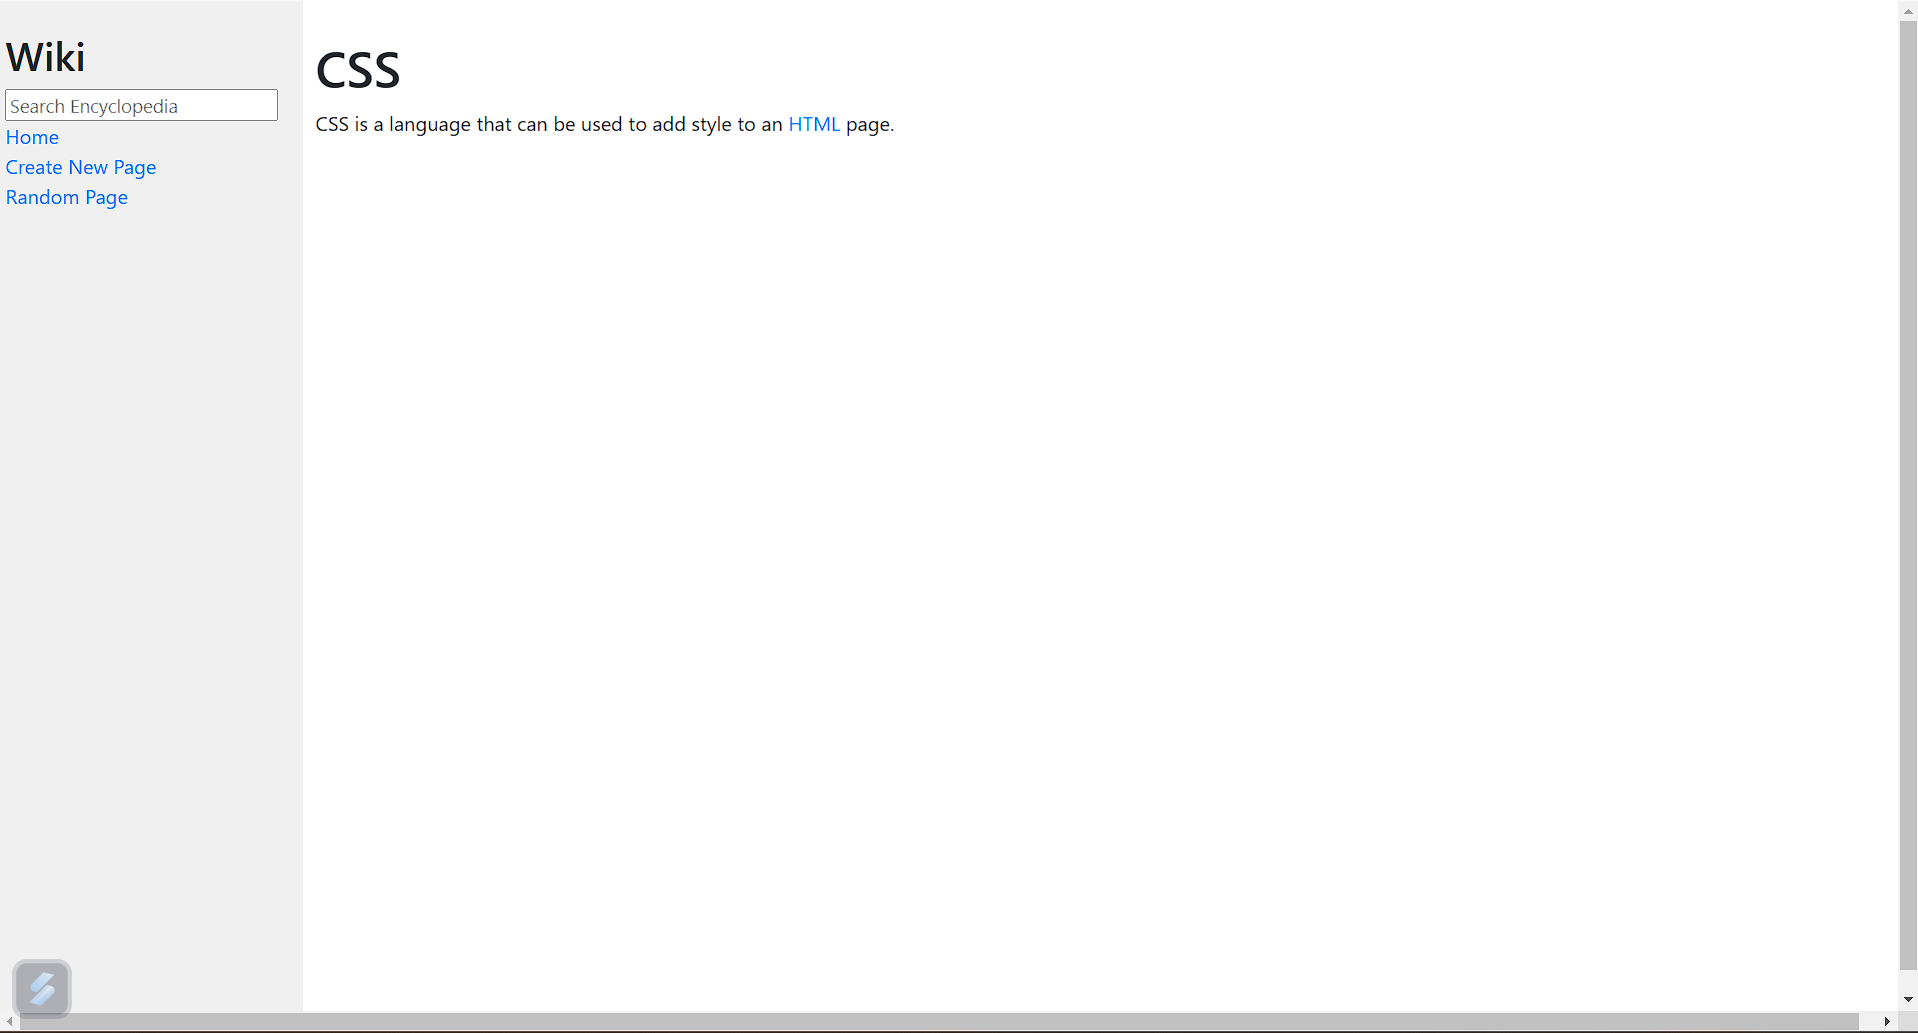 Wiki
Search Encyclopedia
Home
Create New Page
Random Page
CSS
CSS is a language that can be used to add style to an HTML page.